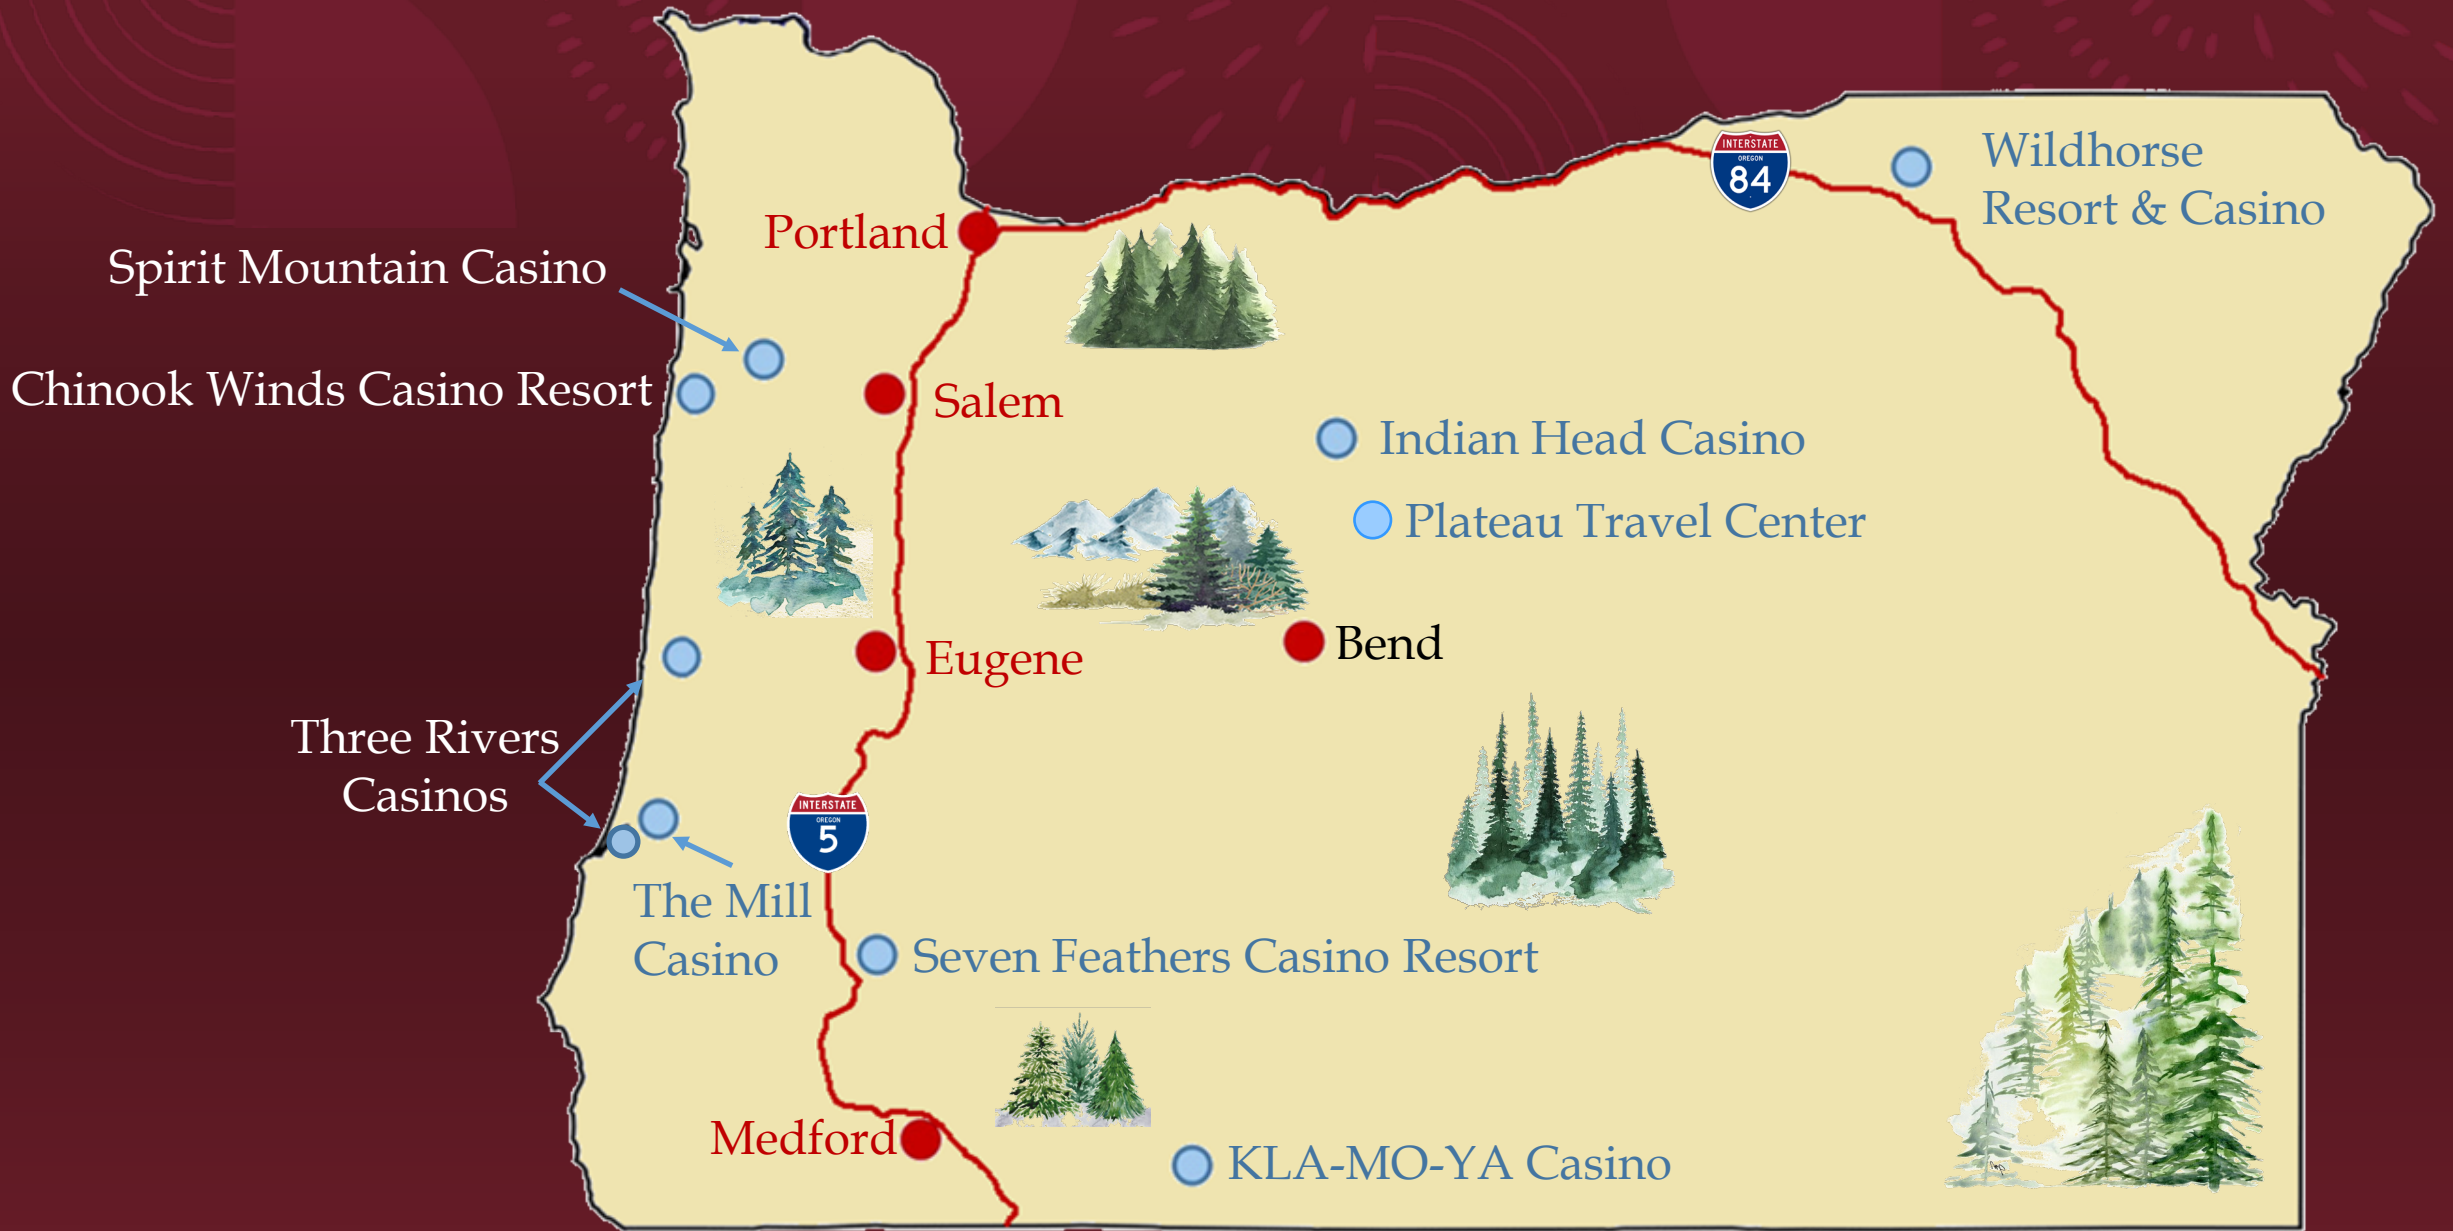 INTERSTATE
OREGON
84
Wildhorse
Resort & Casino
Portland
Spirit Mountain Casino
Chinook Winds Casino Resort
Salem
Indian Head Casino
Plateau Travel Center
Eugene
Bend
Three Rivers
Casinos
INTERSTATE
OREGON
5
The Mill
Casino
Seven Feathers Casino Resort
Medford
KLA-MO-YA Casino